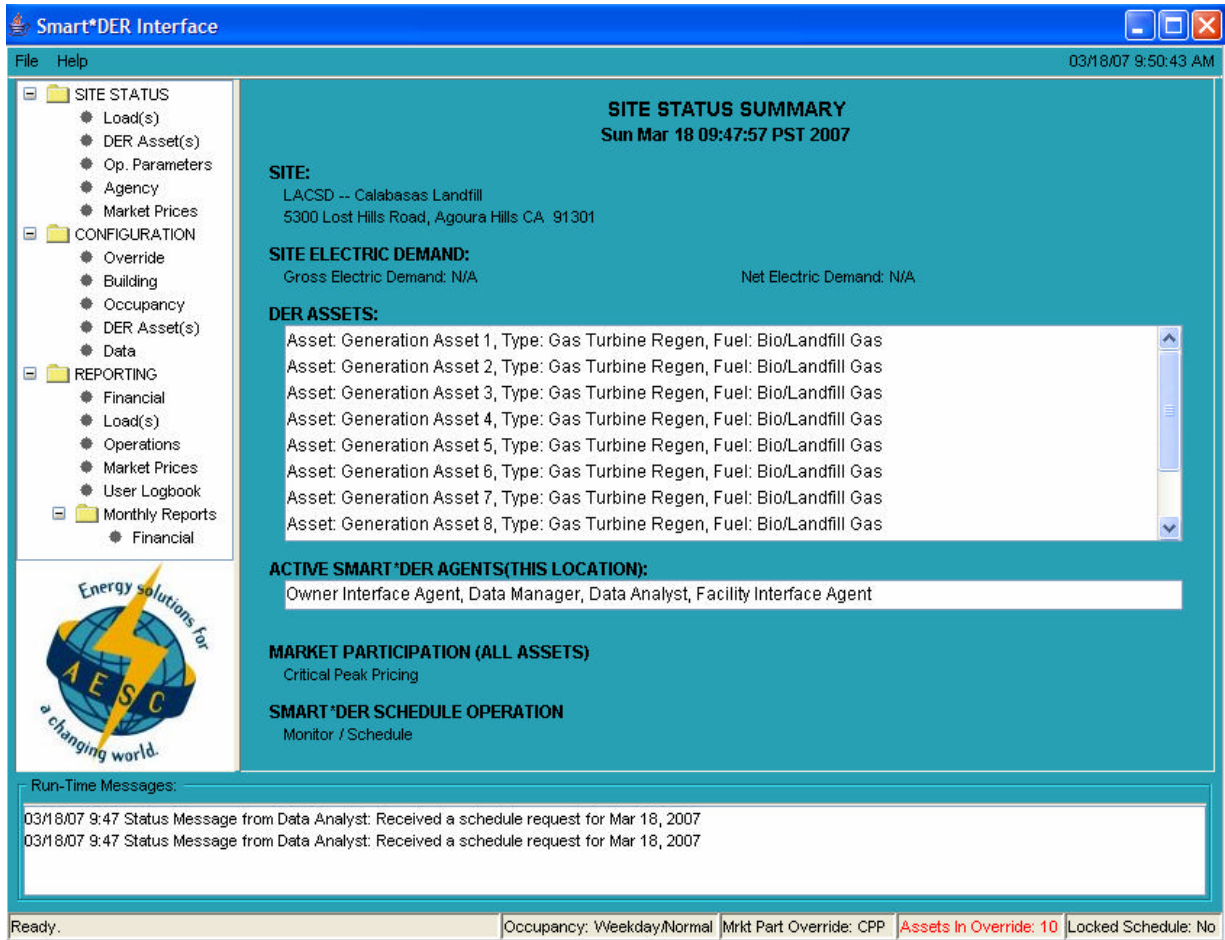 Smart*DER Interface
File Help 03/18/07 9:50:43 AM
SITE STATUS
Load(s)
DER Asset(s)
Op. Parameters
Agency
Market Prices
CONFIGURATION
Override
Building
Occupancy
DER Asset(s)
Data
REPORTING
Financial
Load(s)
Operations
Market Prices
User Logbook
Monthly Reports
Financial
Energy solutions for
AESC
a changing world.
SITE STATUS SUMMARY
Sun Mar 18 09:47:57 PST 2007
SITE:
LACSD -- Calabasas Landfill
5300 Lost Hills Road, Agoura Hills CA 91301
SITE ELECTRIC DEMAND:
Gross Electric Demand: N/A Net Electric Demand: N/A
DER ASSETS:
Asset: Generation Asset 1, Type: Gas Turbine Regen, Fuel: Bio/Landfill Gas
Asset: Generation Asset 2, Type: Gas Turbine Regen, Fuel: Bio/Landfill Gas
Asset: Generation Asset 3, Type: Gas Turbine Regen, Fuel: Bio/Landfill Gas
Asset: Generation Asset 4, Type: Gas Turbine Regen, Fuel: Bio/Landfill Gas
Asset: Generation Asset 5, Type: Gas Turbine Regen, Fuel: Bio/Landfill Gas
Asset: Generation Asset 6, Type: Gas Turbine Regen, Fuel: Bio/Landfill Gas
Asset: Generation Asset 7, Type: Gas Turbine Regen, Fuel: Bio/Landfill Gas
Asset: Generation Asset 8, Type: Gas Turbine Regen, Fuel: Bio/Landfill Gas
ACTIVE SMART*DER AGENTS(THIS LOCATION):
Owner Interface Agent, Data Manager, Data Analyst, Facility Interface Agent
MARKET PARTICIPATION (ALL ASSETS)
Critical Peak Pricing
SMART*DER SCHEDULE OPERATION
Monitor / Schedule
Run-Time Messages:
03/18/07 9:47 Status Message from Data Analyst: Received a schedule request for Mar 18, 2007
03/18/07 9:47 Status Message from Data Analyst: Received a schedule request for Mar 18, 2007
Ready. Occupancy: Weekday/Normal Mrkt Part Override: CPP Assets In Override: 10 Locked Schedule: No